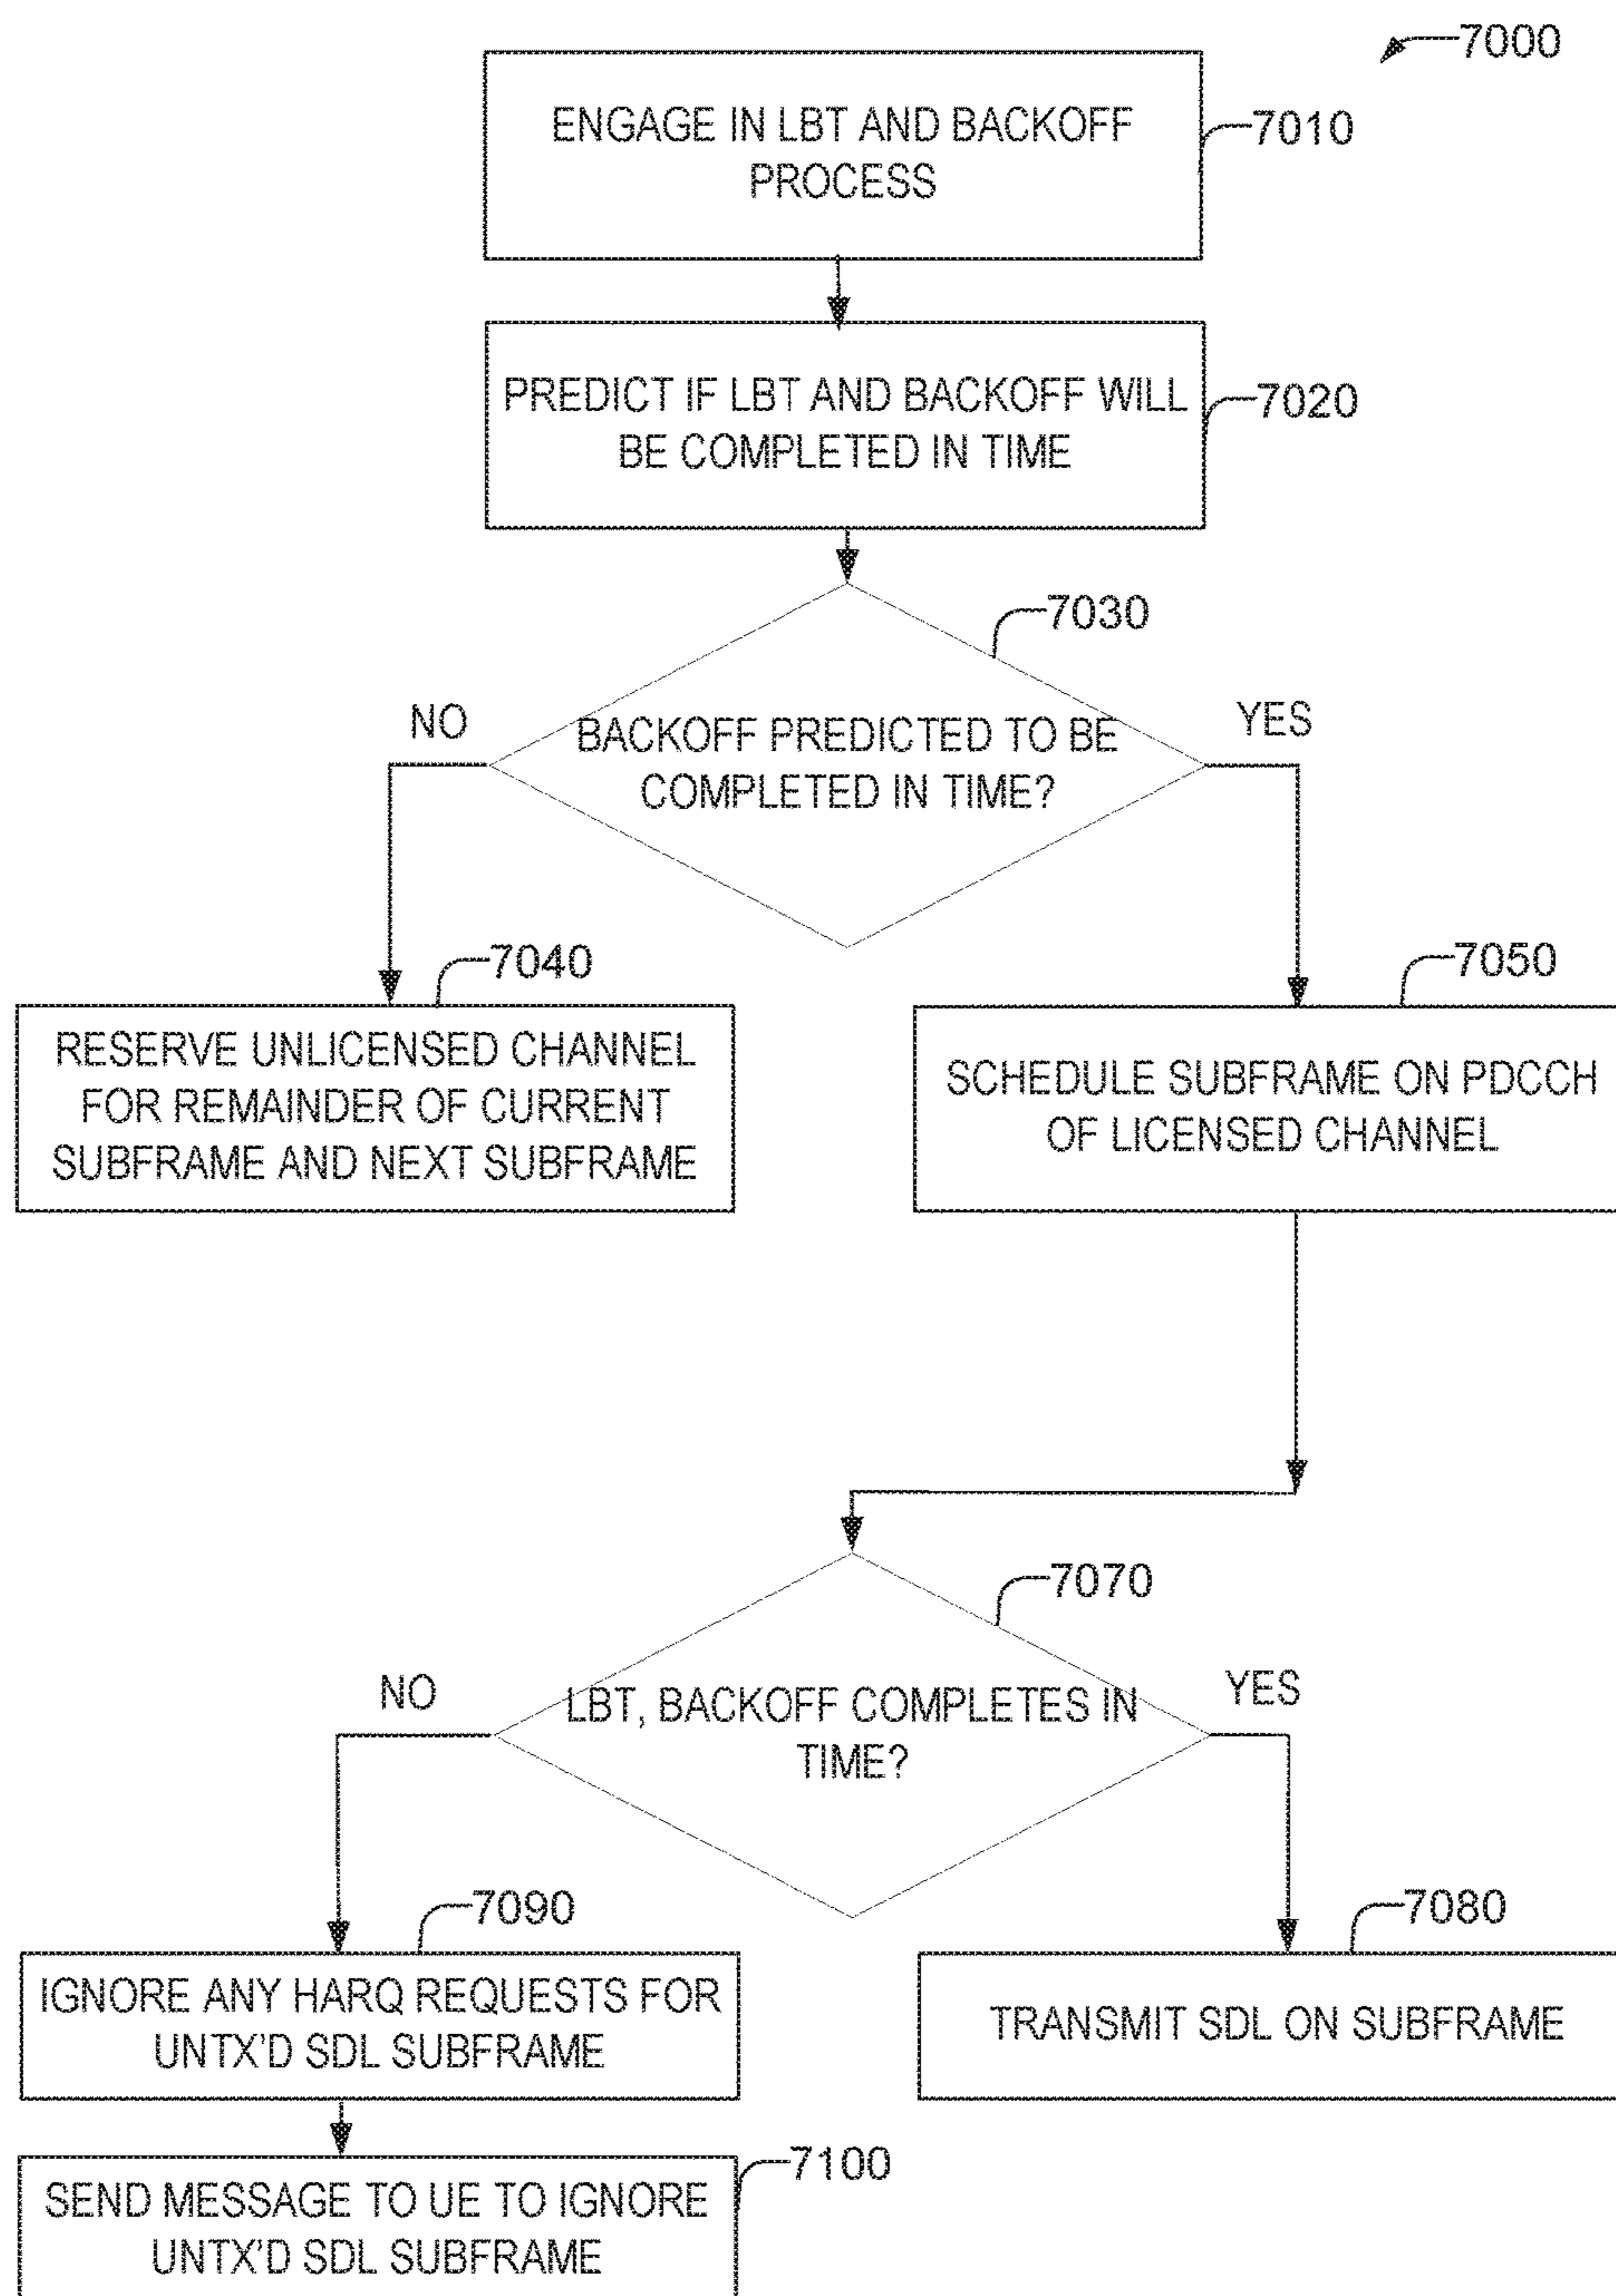 7000
ENGAGE IN LBT AND BACKOFF
PROCESS
7010
PREDICT IF LBT AND BACKOFF WILL
BE COMPLETED IN TIME
7020
7030
NO
YES
BACKOFF PREDICTED TO BE
COMPLETED IN TIME?
7040
7050
RESERVE UNLICENSED CHANNEL
FOR REMAINDER OF CURRENT
SUBFRAME AND NEXT SUBFRAME
SCHEDULE SUBFRAME ON PDCCH
OF LICENSED CHANNEL
7070
NO
YES
LBT, BACKOFF COMPLETES IN
TIME?
7090
7080
IGNORE ANY HARQ REQUESTS FOR
UNTX'D SDL SUBFRAME
TRANSMIT SDL ON SUBFRAME
7100
SEND MESSAGE TO UE TO IGNORE
UNTX'D SDL SUBFRAME